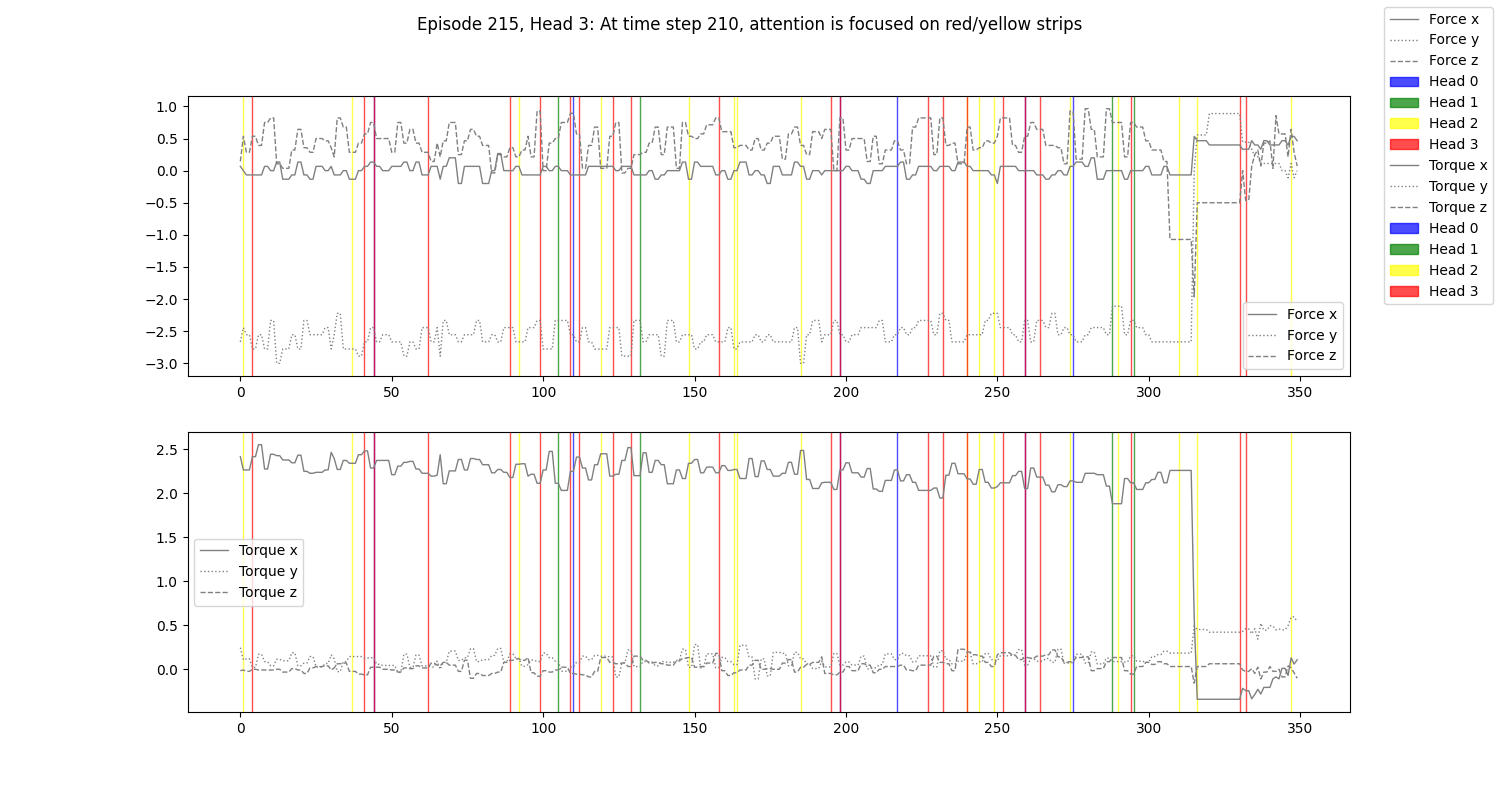 Episode 215, Head 3: At time step 210, attention is focused on red/yellow strips
Force x
Force y
Force z
Head 0
Head 1
Head 2
Head 3
Torque x
Torque y
Torque z
Head 0
Head 1
Head 2
Head 3
1.0
0.5
0.0
−0.5
−1.0
−1.5
−2.0
−2.5
−3.0
Force x
Force y
Force z
0 50 100 150 200 250 300 350
2.5
2.0
1.5
1.0
0.5
0.0
Torque x
Torque y
Torque z
0 50 100 150 200 250 300 350